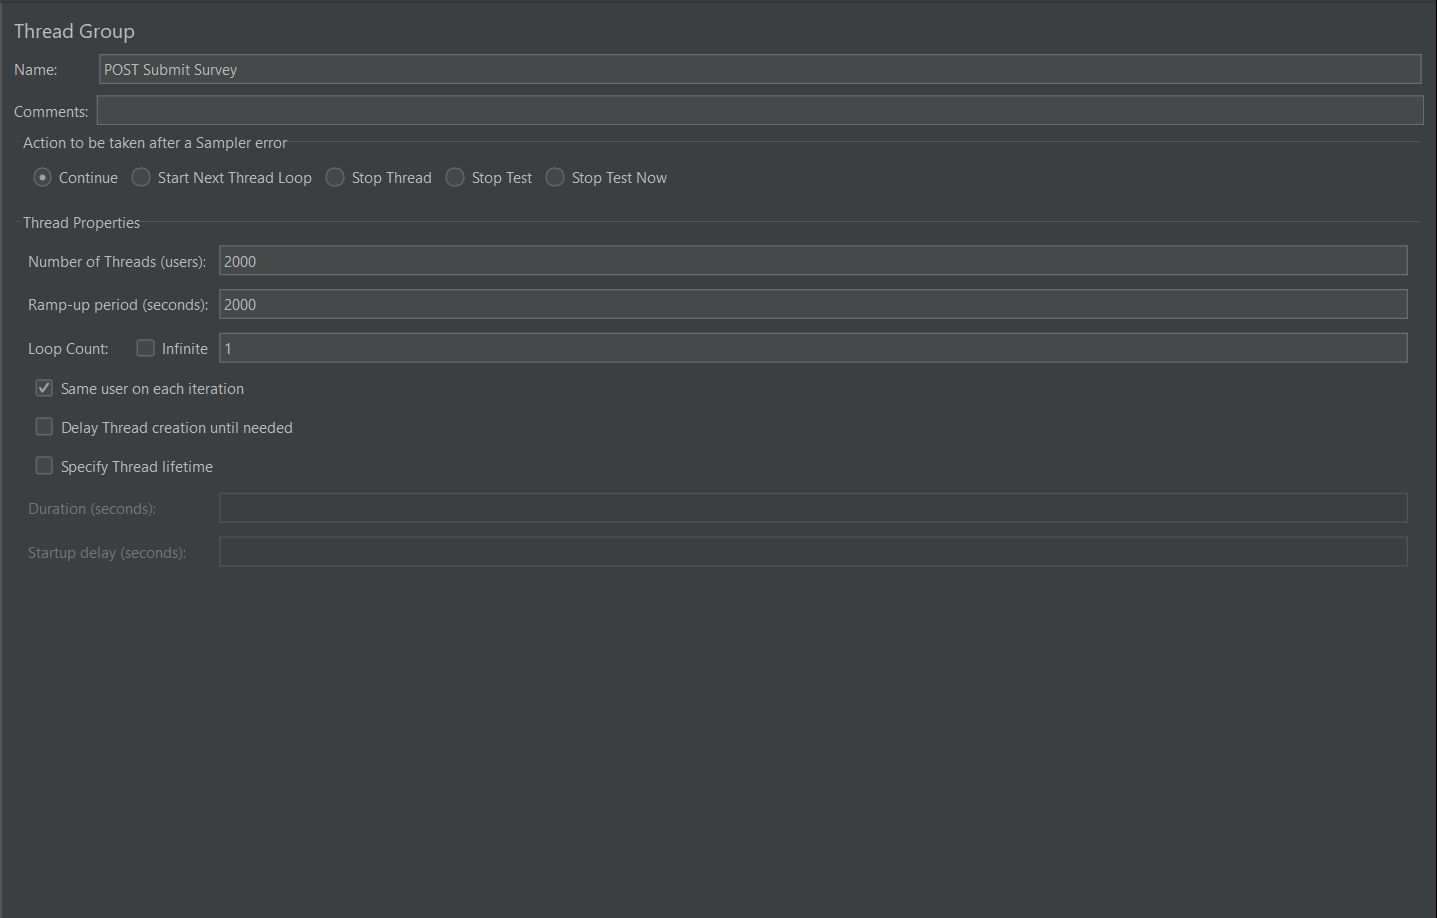 Thread Group
Name: POST Submit Survey
Comments:
Action to be taken after a Sampler error
Continue Start Next Thread Loop Stop Thread Stop Test Stop Test Now
Thread Properties
Number of Threads (users): 2000
Ramp-up period (seconds): 2000
Loop Count: Infinite 1
Same user on each iteration
Delay Thread creation until needed
Specify Thread lifetime
Duration (seconds):
Startup delay (seconds):